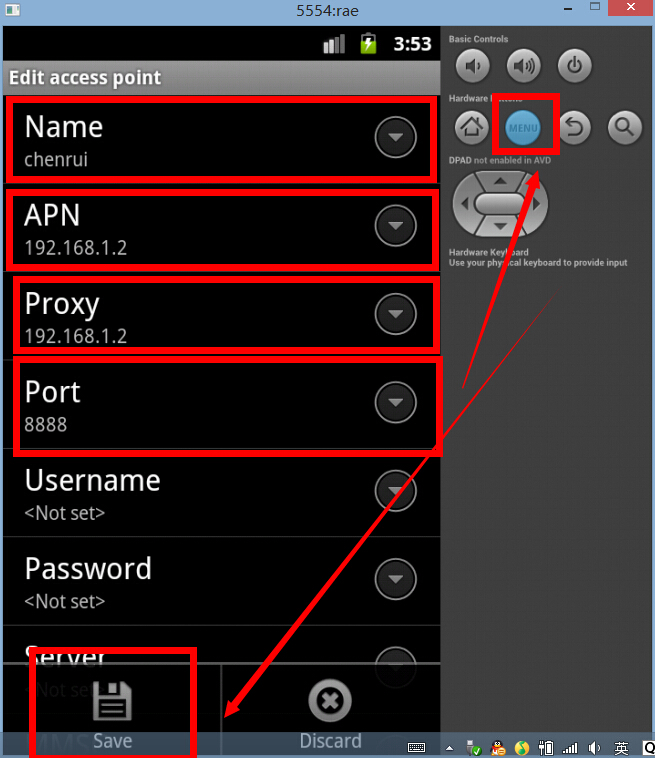 5554:rae
3:53
Edit access point
Name
chenrui
APN
192.168.1.2
Proxy
192.168.1.2
Port
8888
Username
<Not set>
Password
<Not set>
Server
<Not set>
MMS
Save
Discard
Basic Controls
Hardware Buttons
MENU
DPAD not enabled in AVD
Hardware Keyboard
Use your physical keyboard to provide input
英
Q